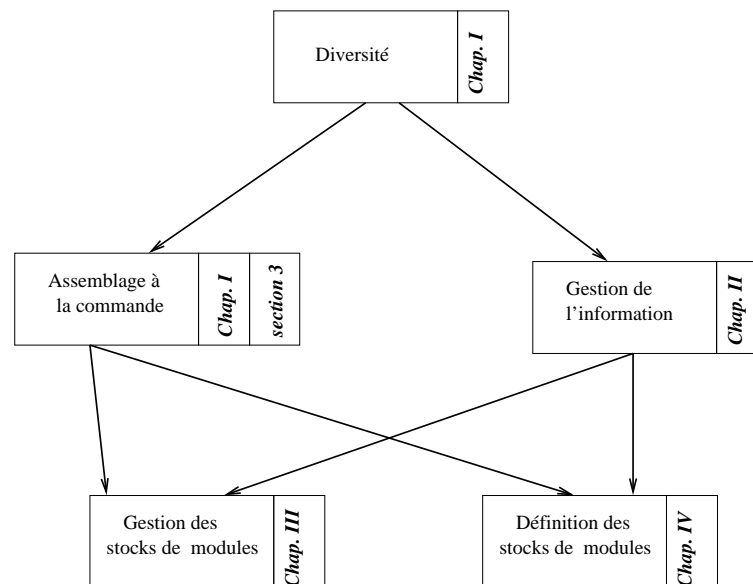 Diversité
Chap. I
Assemblage à
la commande
Chap. I
section 3
Gestion de
l’information
Chap. II
Gestion des
stocks de modules
Chap. III
Définition des
stocks de modules
Chap. IV